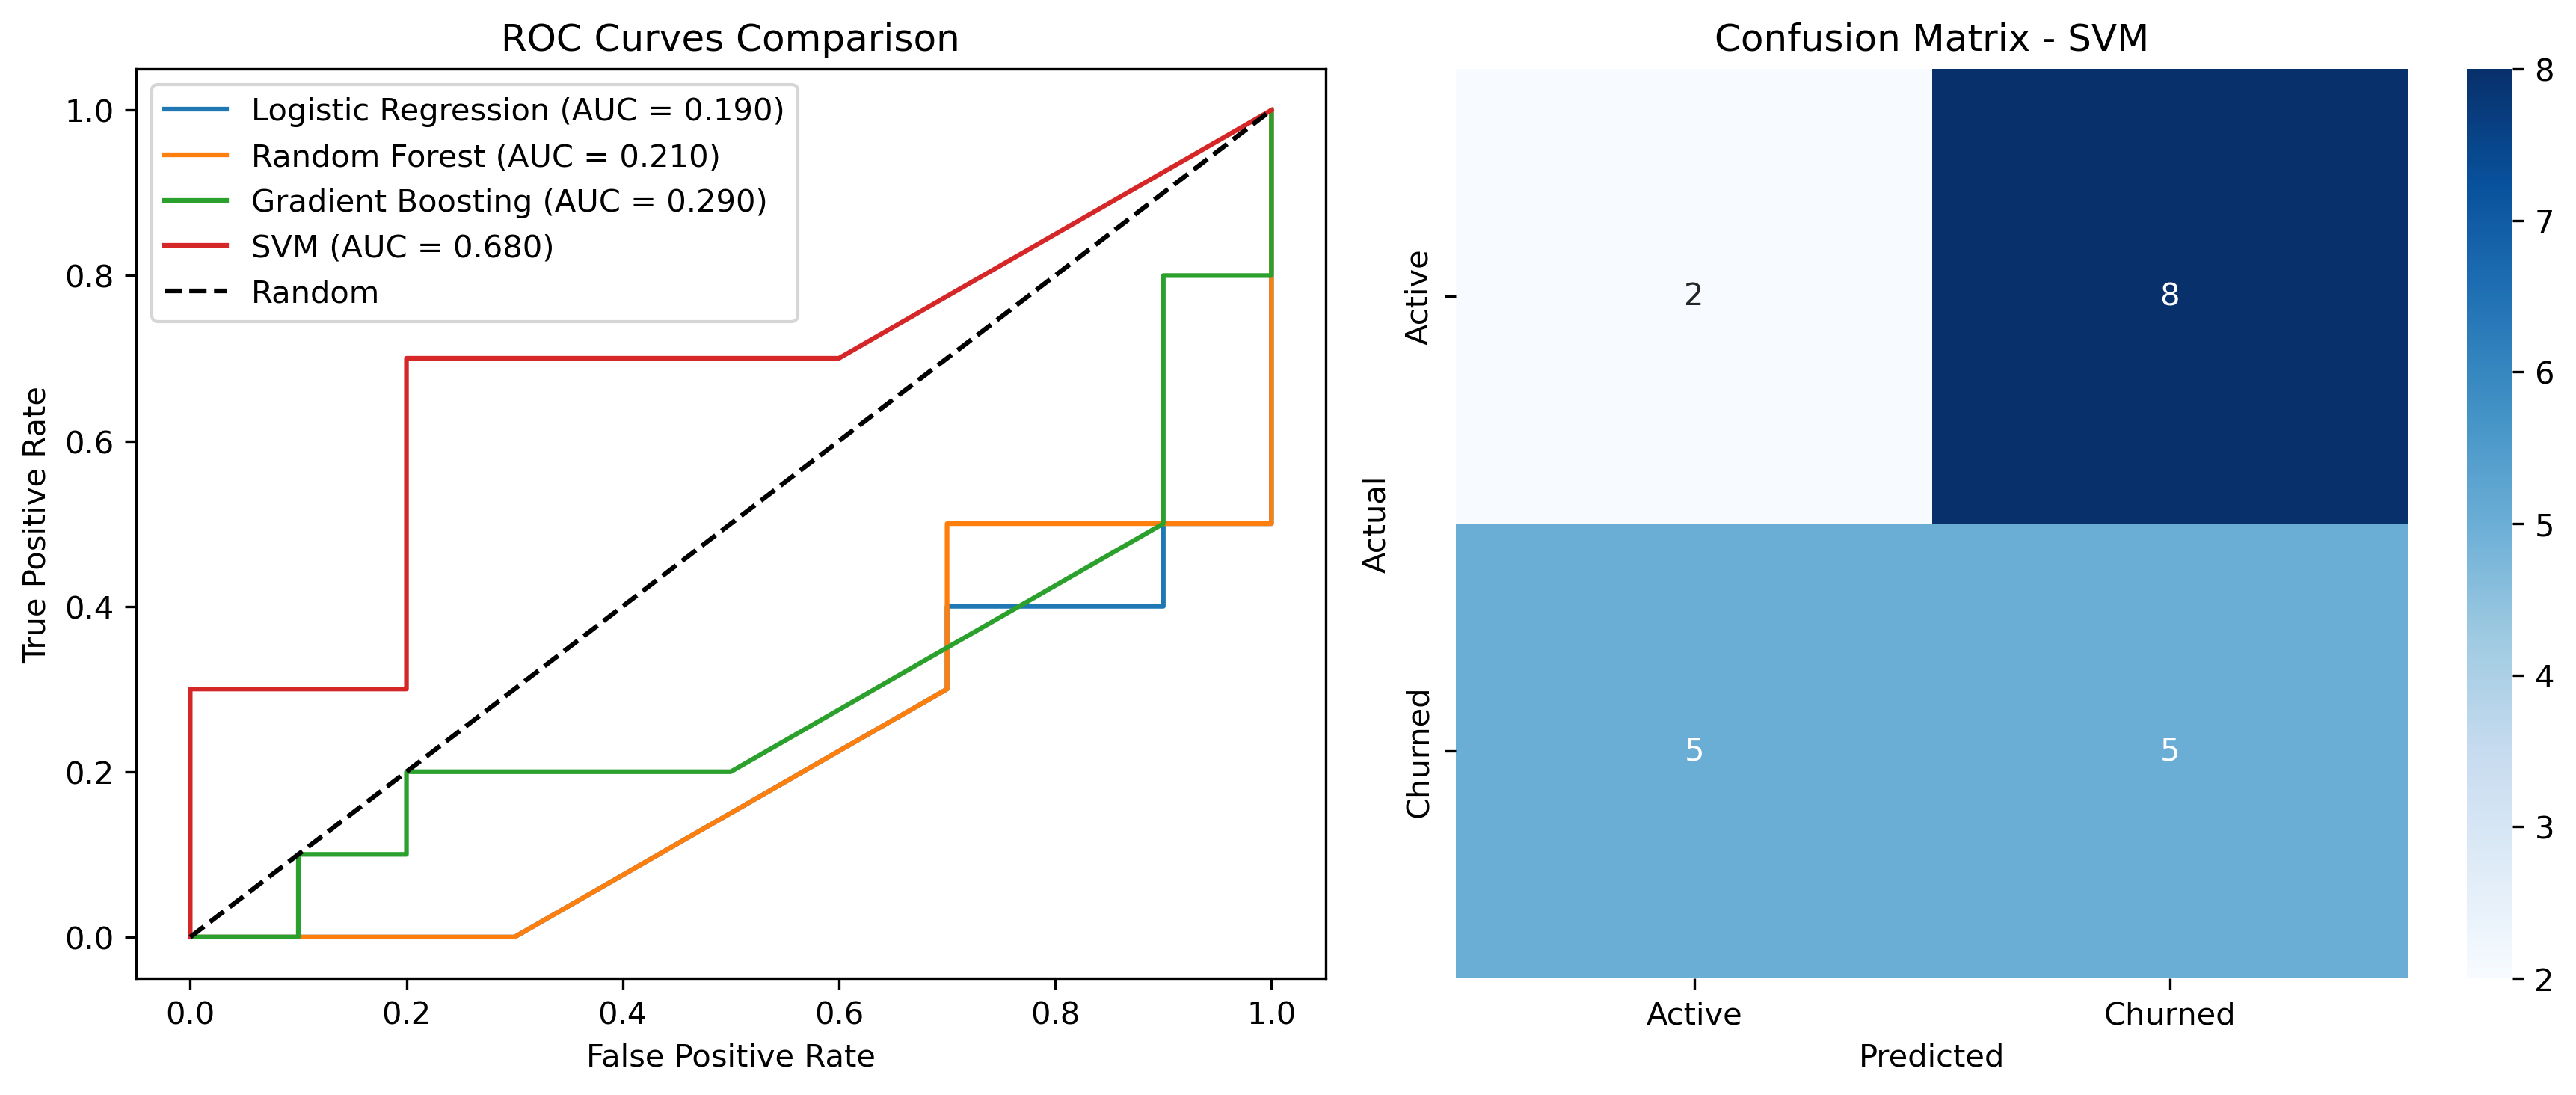 ROC Curves Comparison
Logistic Regression (AUC = 0.190)
Random Forest (AUC = 0.210)
Gradient Boosting (AUC = 0.290)
SVM (AUC = 0.680)
Random
True Positive Rate
1.0
0.8
0.6
0.4
0.2
0.0
0.0 0.2 0.4 0.6 0.8 1.0
False Positive Rate
Confusion Matrix - SVM
Actual
Active
Churned
2 8
5 5
Active Churned
Predicted
8
7
6
5
4
3
2